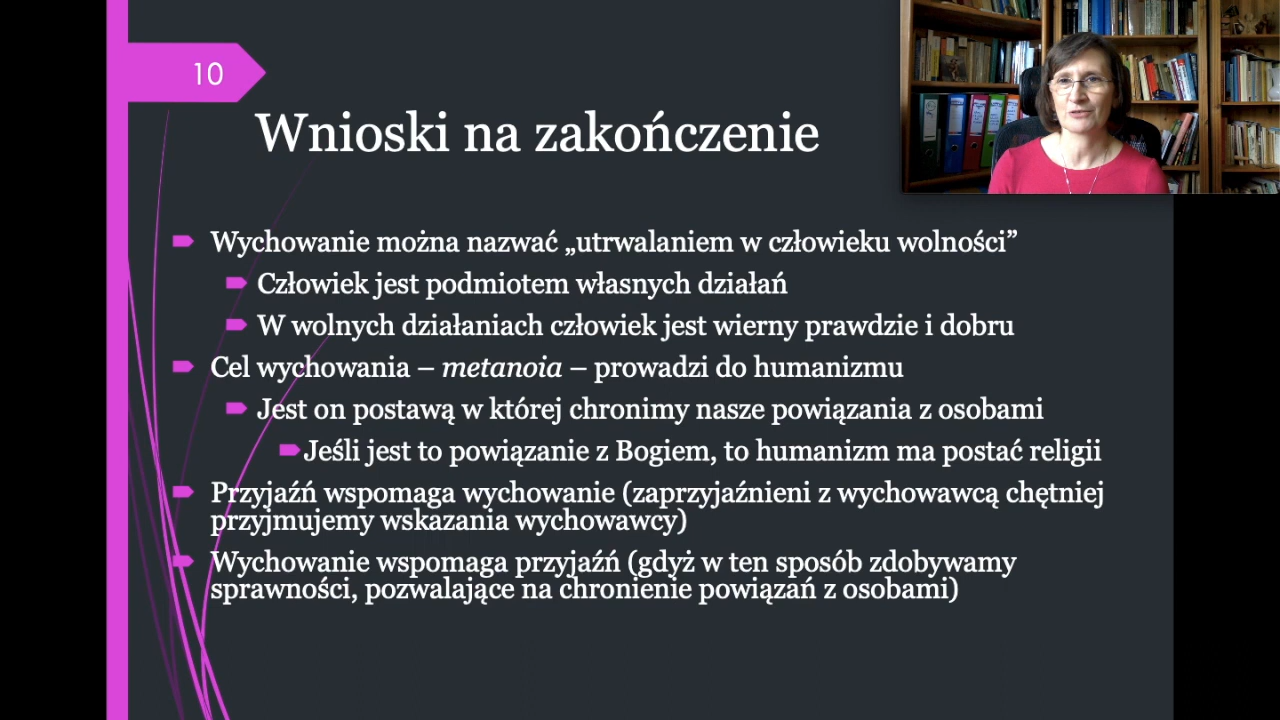 10
Wnioski na zakończenie
Wychowanie można nazwać „utrwalaniem w człowieku wolności”
Człowiek jest podmiotem własnych działań
W wolnych działaniach człowiek jest wierny prawdzie i dobru
Cel wychowania – metanoia – prowadzi do humanizmu
Jest on postawą w której chronimy nasze powiązania z osobami
Jeśli jest to powiązanie z Bogiem, to humanizm ma postać religii
Przyjaźń wspomaga wychowanie (zaprzyjaźnieni z wychowawcą chętniej
przyjmujemy wskazania wychowawcy)
Wychowanie wspomaga przyjaźń (gdyż w ten sposób zdobywamy
sprawności, pozwalające na chronienie powiązań z osobami)